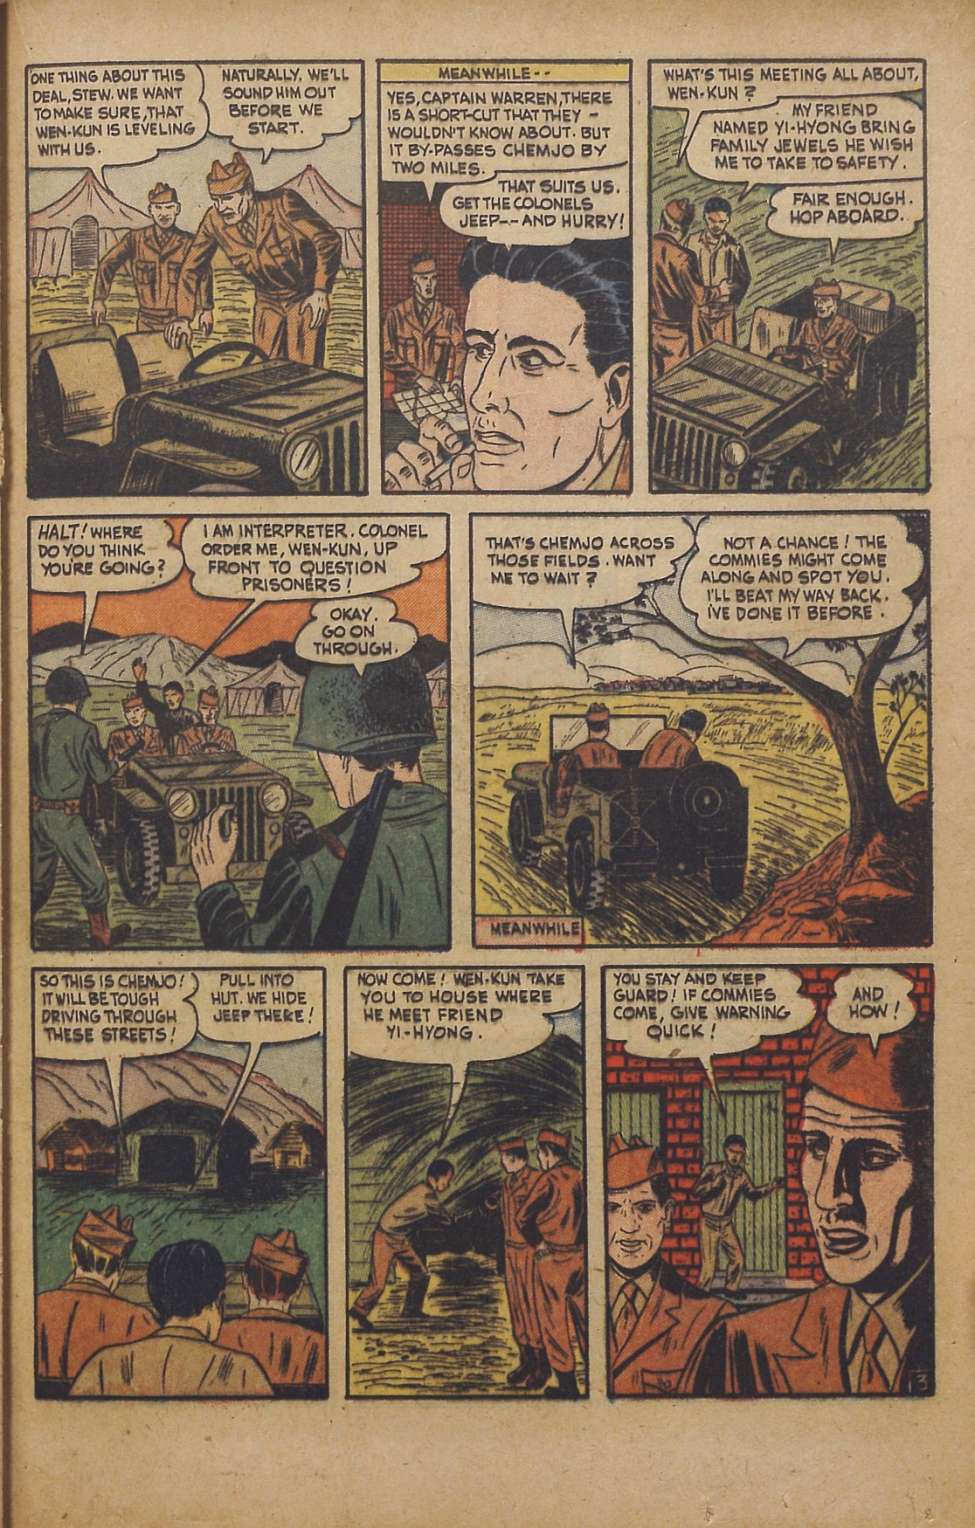 ONE THING ABOUT THIS
DEAL, STEW. WE WANT
TO MAKE SURE, THAT
WEN-KUN IS LEVELING
WITH US.
NATURALLY. WE'LL
SOUND HIM OUT
BEFORE WE
START.
MEANWHILE--
YES, CAPTAIN WARREN, THERE
IS A SHORT-CUT THAT THEY -
WOULDN'T KNOW ABOUT. BUT
IT BY-PASSES CHEMJO BY
TWO MILES.
THAT SUITS US.
GET THE COLONELS
JEEP-- AND HURRY!
WHAT'S THIS MEETING ALL ABOUT,
WEN-KUN?
MY FRIEND
NAMED YI-HYONG BRING
FAMILY JEWELS HE WISH
ME TO TAKE TO SAFETY.
FAIR ENOUGH.
HOP ABOARD.
HALT! WHERE
DO YOU THINK
YOU'RE GOING?
I AM INTERPRETER. COLONEL
ORDER ME, WEN-KUN, UP
FRONT TO QUESTION
PRISONERS!
OKAY.
GO ON
THROUGH.
THAT'S CHEMJO ACROSS
THOSE FIELDS. WANT
ME TO WAIT?
NOT A CHANCE! THE
COMMIES MIGHT COME
ALONG AND SPOT YOU.
I'LL BEAT MY WAY BACK.
I'VE DONE IT BEFORE.
MEANWHILE
SO THIS IS CHEMJO!
IT WILL BE TOUGH
DRIVING THROUGH
THESE STREETS!
PULL INTO
HUT. WE HIDE
JEEP THERE!
NOW COME! WEN-KUN TAKE
YOU TO HOUSE WHERE
HE MEET FRIEND
YI-HYONG.
YOU STAY AND KEEP
GUARD! IF COMMIES
COME, GIVE WARNING
QUICK!
AND
HOW!
3